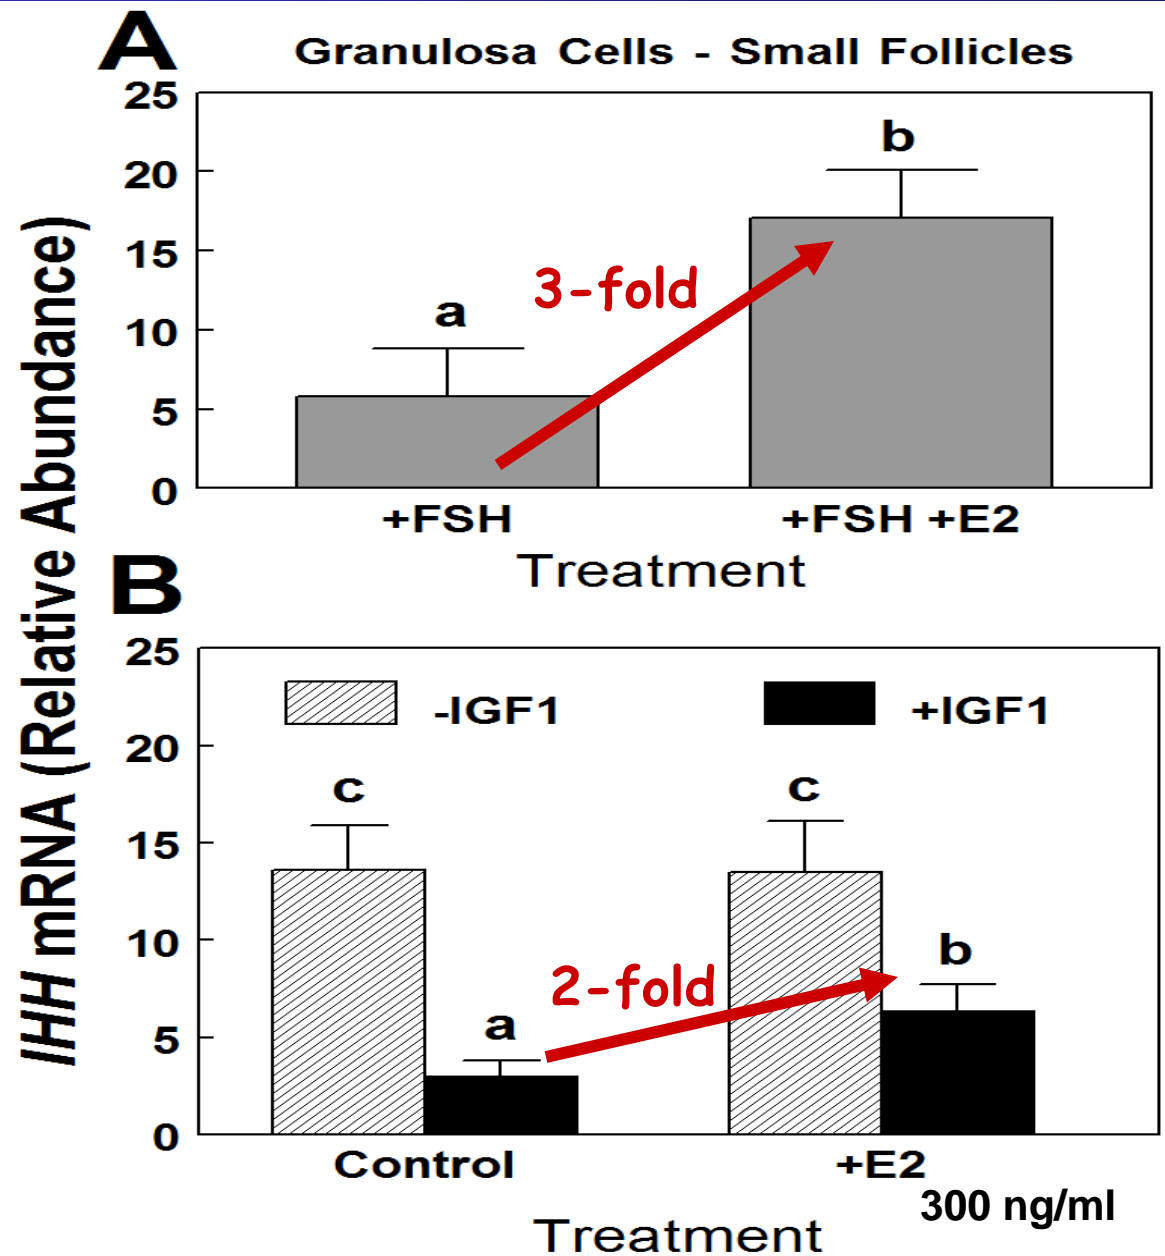 A
Granulosa Cells - Small Follicles
IHH mRNA (Relative Abundance)
25
20
15
10
5
0
a
b
3-fold
+FSH
+FSH +E2
Treatment
B
25
20
15
10
5
0
-IGF1
+IGF1
c
a
c
b
2-fold
Control
+E2
300 ng/ml
Treatment